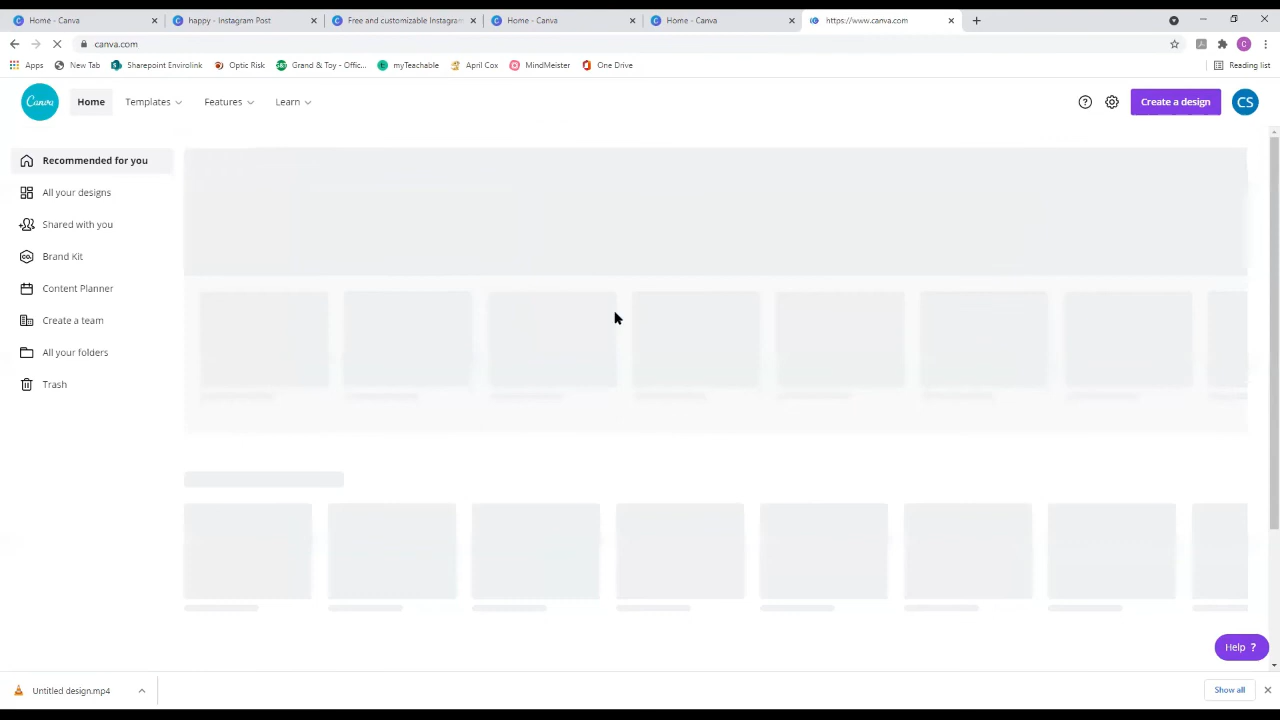 Home - Canva
happy - Instagram Post
Free and customizable Instagram
Home - Canva
Home - Canva
https://www.canva.com
canva.com
Apps
New Tab
Sharepoint Envirolink
Optic Risk
Grand & Toy - Offic...
myTeachable
April Cox
MindMeister
One Drive
Reading list
Canva
Home
Templates
Features
Learn
Create a design
CS
Recommended for you
All your designs
Shared with you
Brand Kit
Content Planner
Create a team
All your folders
Trash
Help ?
Untitled design.mp4
Show all